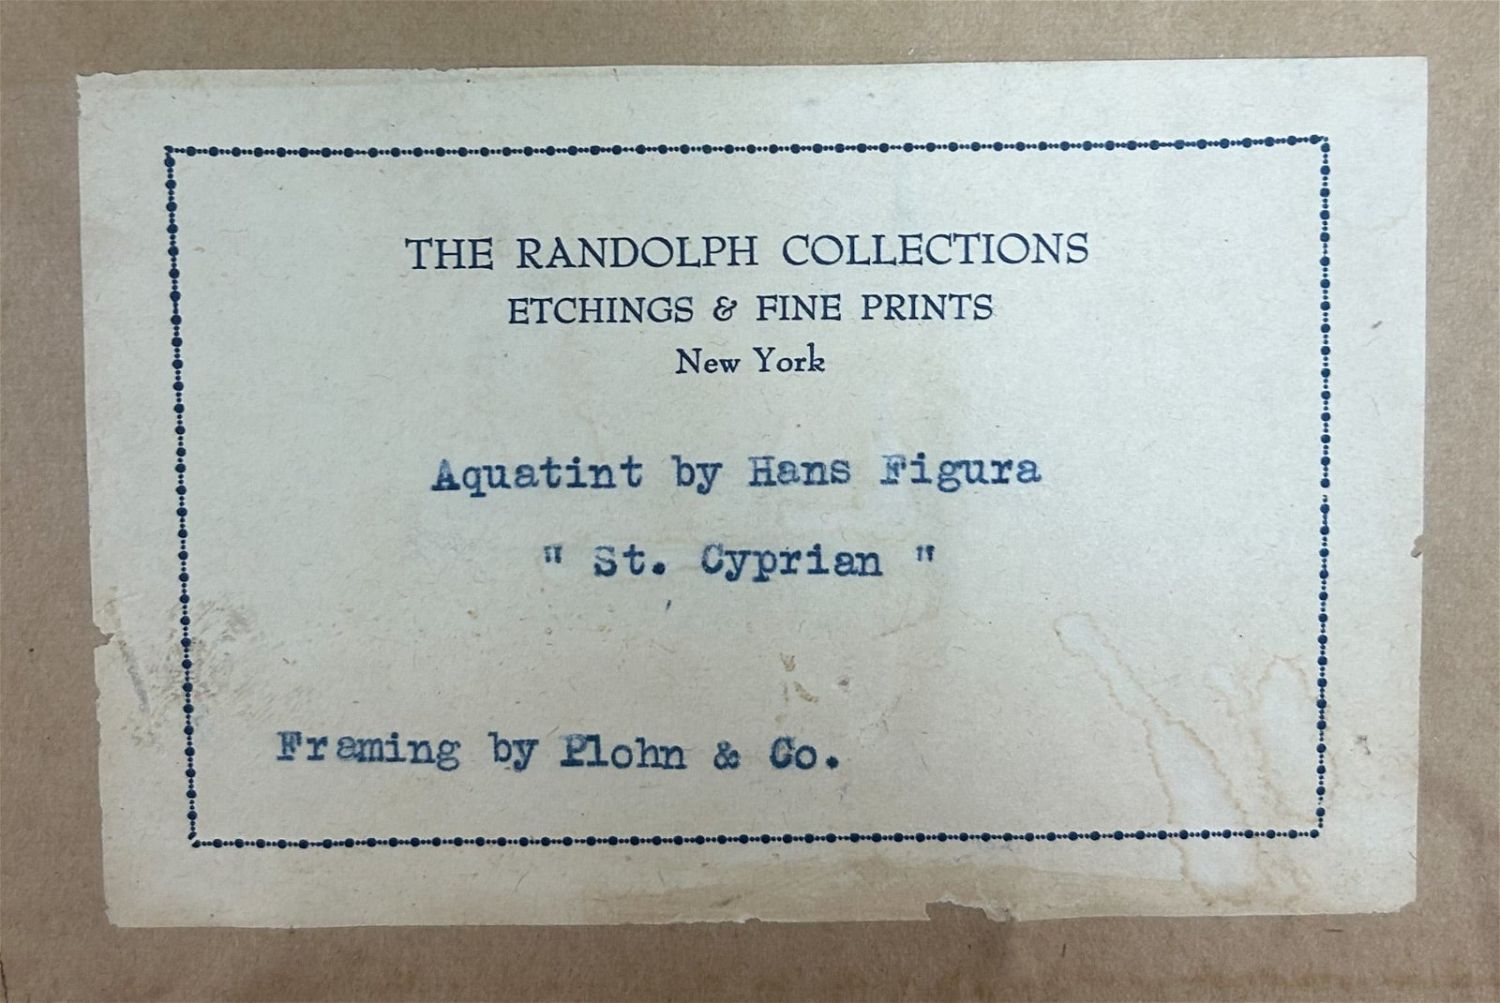 THE RANDOLPH COLLECTIONS
ETCHINGS & FINE PRINTS
New York
Aquatint by Hans Figura
" St. Cyprian "
Framing by Plohn & Co.